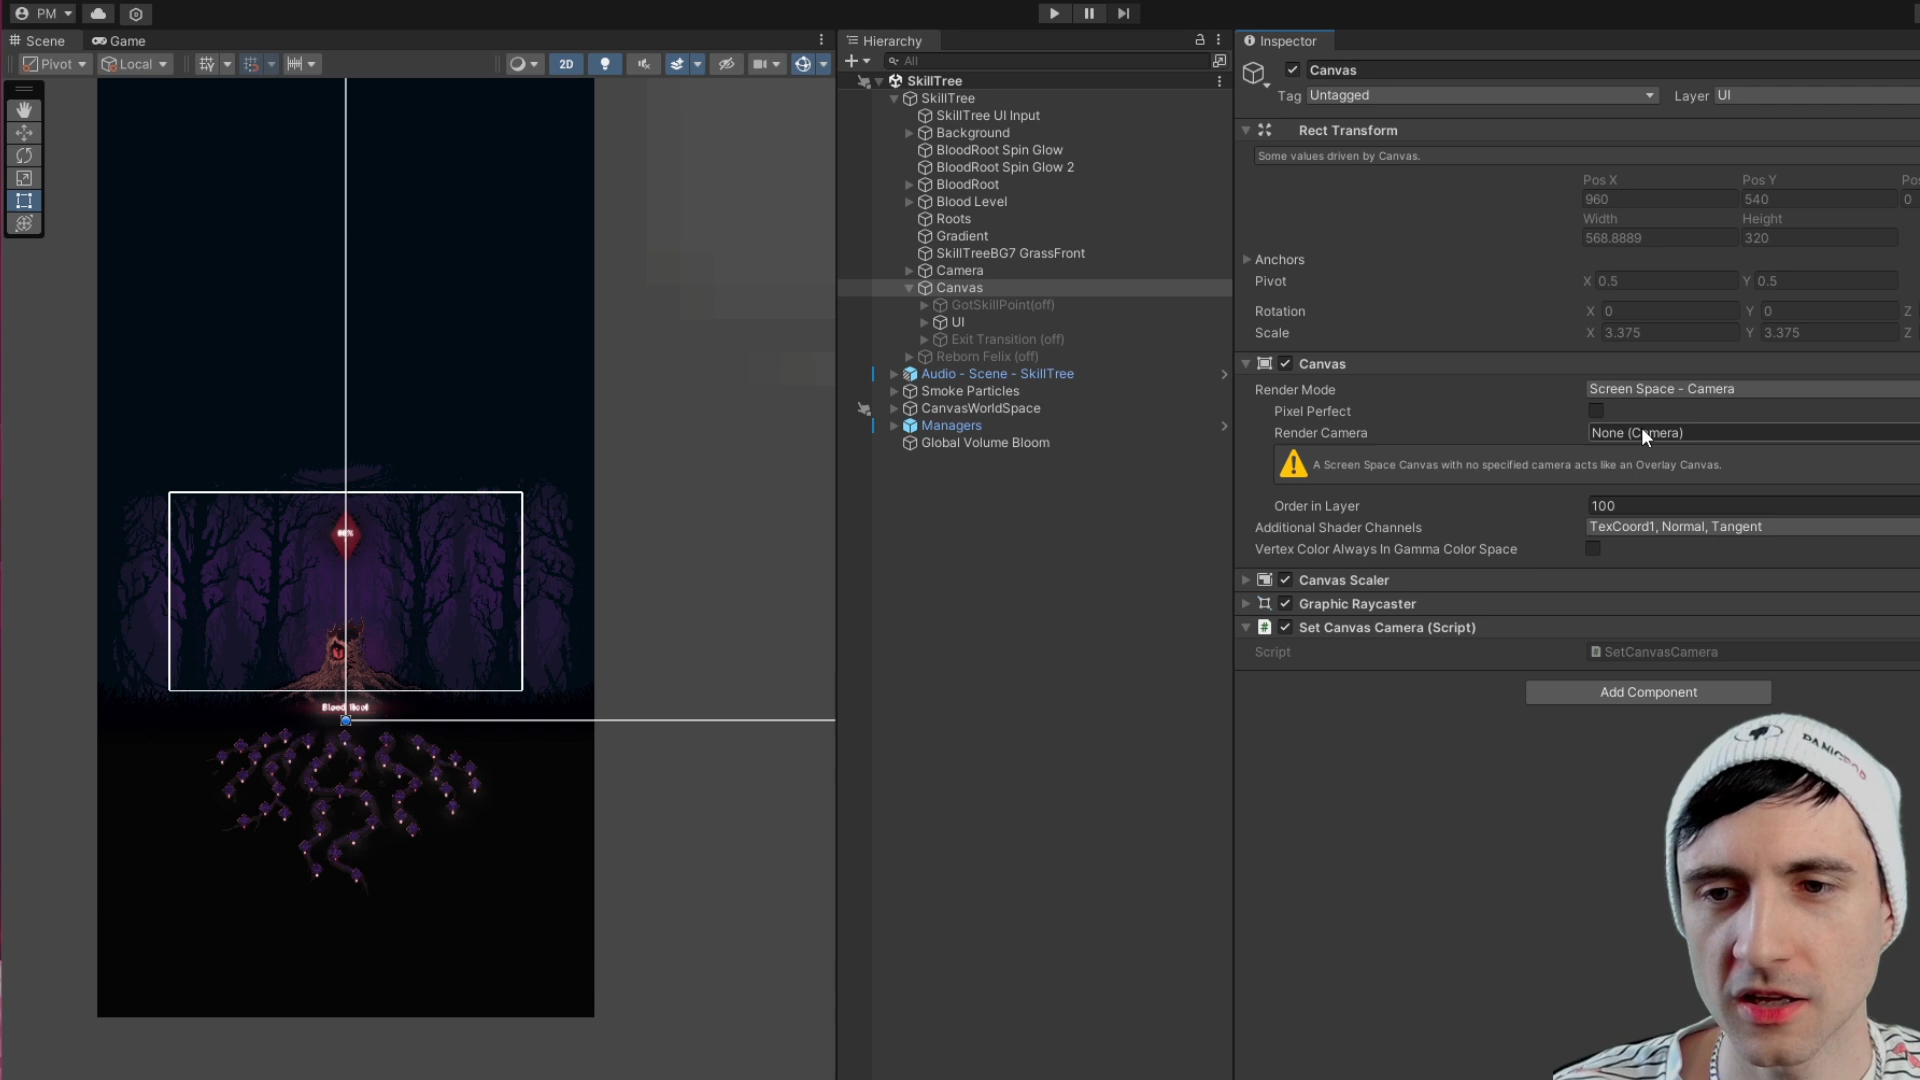 PM
Scene
Game
Pivot
Local
2D
Blood Root
Hierarchy
All
SkillTree
SkillTree
SkillTree UI Input
Background
BloodRoot Spin Glow
BloodRoot Spin Glow 2
BloodRoot
Blood Level
Roots
Gradient
SkillTreeBG7 GrassFront
Camera
Canvas
GotSkillPoint(off)
UI
Exit Transition (off)
Reborn Felix (off)
Audio - Scene - SkillTree
Smoke Particles
CanvasWorldSpace
Managers
Global Volume Bloom
Inspector
Canvas
Tag Untagged Layer UI
Rect Transform
Some values driven by Canvas.
Pos X Pos Y Pos
960 540 0
Width Height
568.8889 320
Anchors
Pivot X 0.5 Y 0.5
Rotation X 0 Y 0 Z
Scale X 3.375 Y 3.375 Z
Canvas
Render Mode Screen Space - Camera
Pixel Perfect
Render Camera None (Camera)
A Screen Space Canvas with no specified camera acts like an Overlay Canvas.
Order in Layer 100
Additional Shader Channels TexCoord1, Normal, Tangent
Vertex Color Always In Gamma Color Space
Canvas Scaler
Graphic Raycaster
# Set Canvas Camera (Script)
Script SetCanvasCamera
Add Component